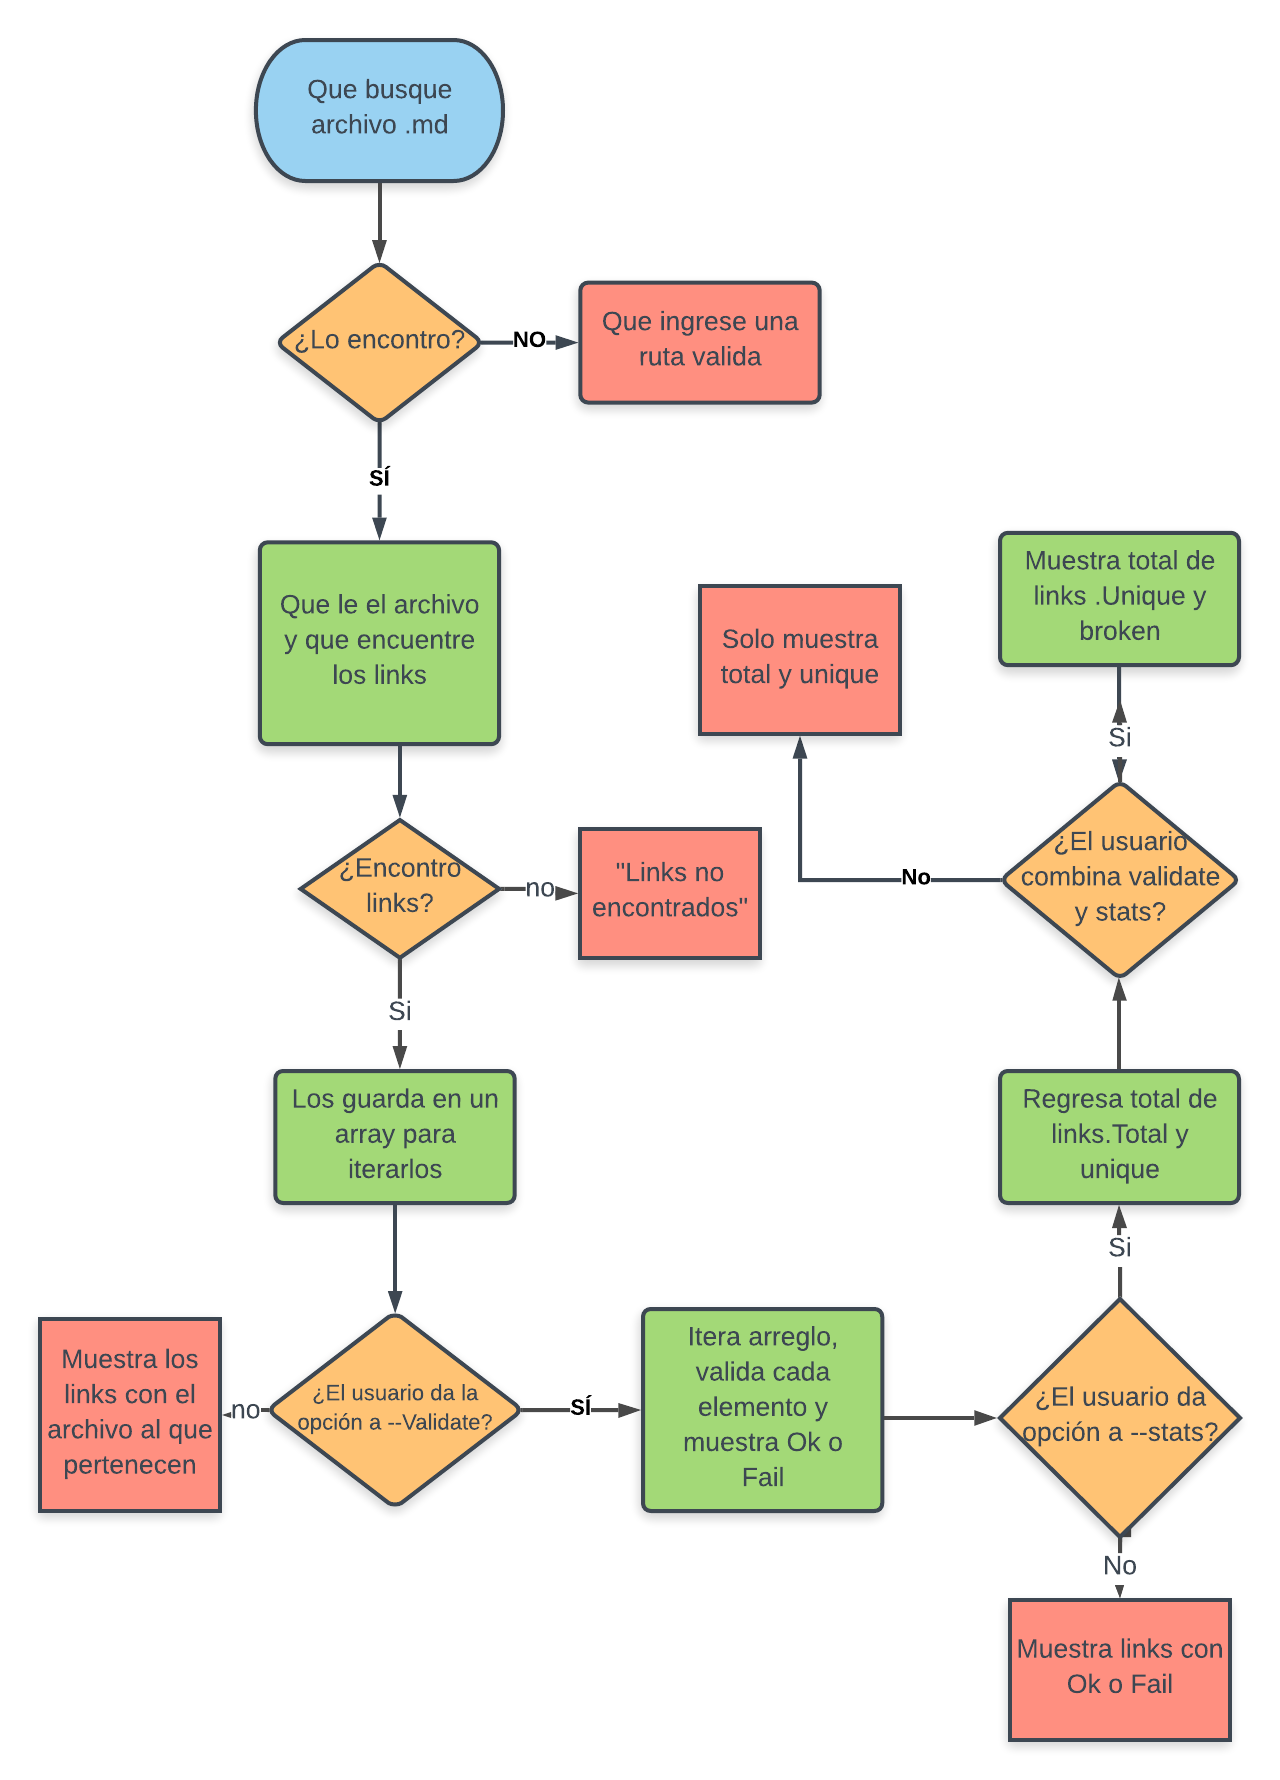 Que busque
archivo .md
¿Lo encontro?
NO
Que ingrese una
ruta valida
SÍ
Que le el archivo
y que encuentre
los links
¿Encontro
links?
no
"Links no
encontrados"
Si
Los guarda en un
array para
iterarlos
¿El usuario da la
opción a --Validate?
no
Muestra los
links con el
archivo al que
pertenecen
SÍ
Itera arreglo,
valida cada
elemento y
muestra Ok o
Fail
¿El usuario da
opción a --stats?
No
Muestra links con
Ok o Fail
Si
Regresa total de
links.Total y
unique
¿El usuario
combina validate
y stats?
No
Solo muestra
total y unique
Si
Muestra total de
links .Unique y
broken